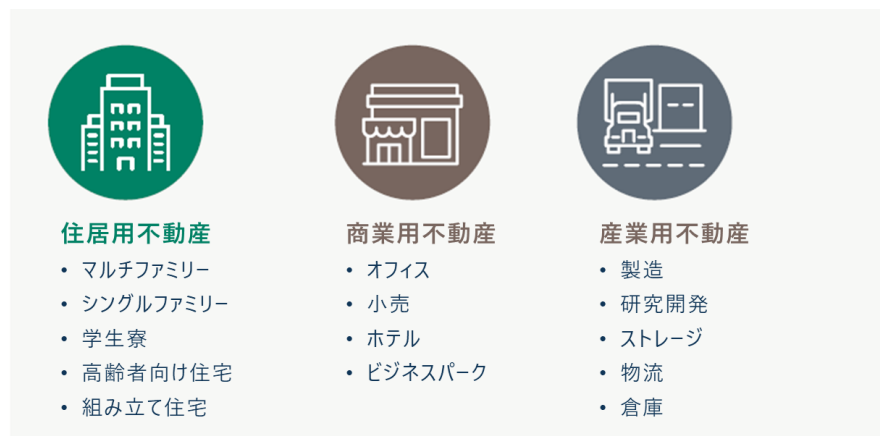 住居用不動産
• マルチファミリー
• シングルファミリー
• 学生寮
• 高齢者向け住宅
• 組み立て住宅
商業用不動産
• オフィス
• 小売
• ホテル
• ビジネスパーク
産業用不動産
• 製造
• 研究開発
• ストレージ
• 物流
• 倉庫